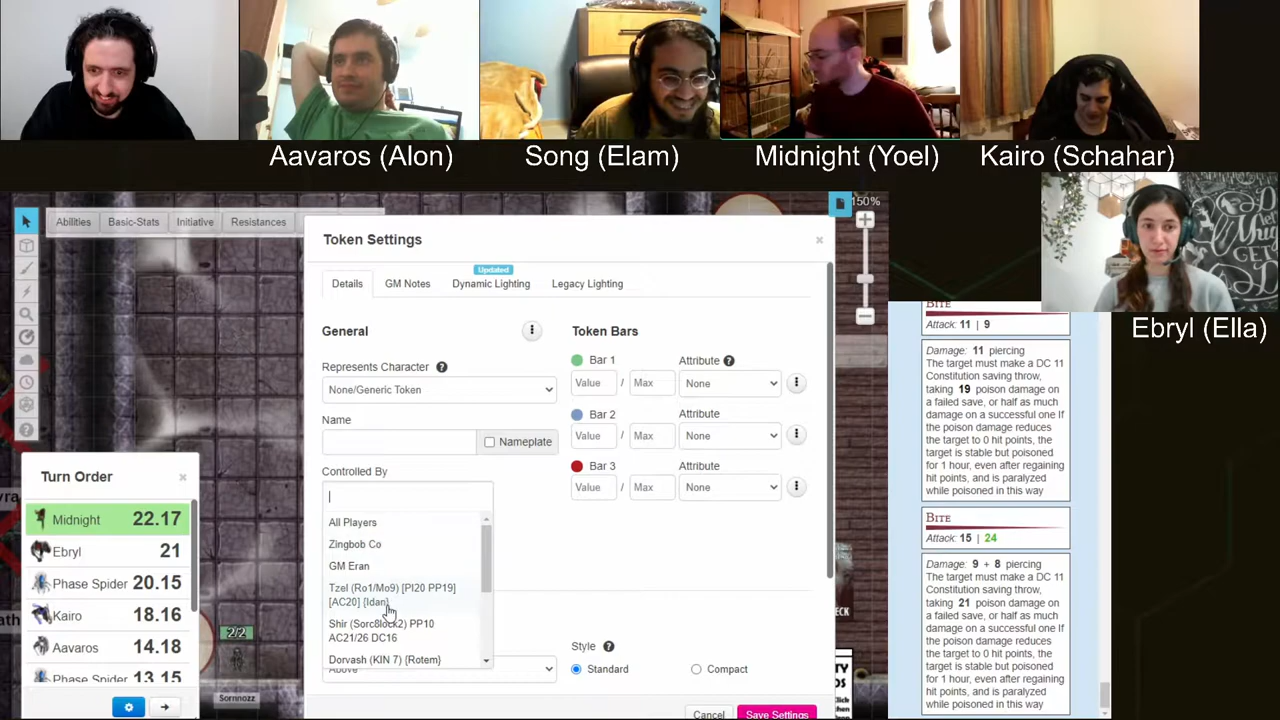 Aavaros (Alon)
Song (Elam)
Midnight (Yoel)
Kairo (Schahar)
Ebryl (Ella)
150%
Abilities
Basic-Stats
Initiative
Resistances
Token Settings
Updated
Details
GM Notes
Dynamic Lighting
Legacy Lighting
General
Represents Character
None/Generic Token
Name
Nameplate
Controlled By
All Players
Zingbob Co
GM Eran
Tzel (Ro1/Mo9) [PI20 PP19]
[AC20] {Idan}
Shir (Sorc8lock2) PP10
AC21/26 DC16
Dorvash (KIN 7) {Rotem}
Above
Token Bars
Bar 1
Attribute
Value / Max
None
Bar 2
Attribute
Value / Max
None
Bar 3
Attribute
Value / Max
None
Style
Standard
Compact
Cancel
Save Settings
Turn Order
Midnight 22.17
Ebryl 21
Phase Spider 20.15
Kairo 18.16
Aavaros 14.18
Phase Spider 13.15
2/2
Sornnozz
BITE
Attack: 11 | 9
Damage: 11 piercing
The target must make a DC 11
Constitution saving throw,
taking 19 poison damage on
a failed save, or half as much
damage on a successful one If
the poison damage reduces
the target to 0 hit points, the
target is stable but poisoned
for 1 hour, even after regaining
hit points, and is paralyzed
while poisoned in this way
BITE
Attack: 15 | 24
Damage: 9 + 8 piercing
The target must make a DC 11
Constitution saving throw,
taking 21 poison damage on
a failed save, or half as much
damage on a successful one If
the poison damage reduces
the target to 0 hit points, the
target is stable but poisoned
for 1 hour, even after regaining
hit points, and is paralyzed
while poisoned in this way